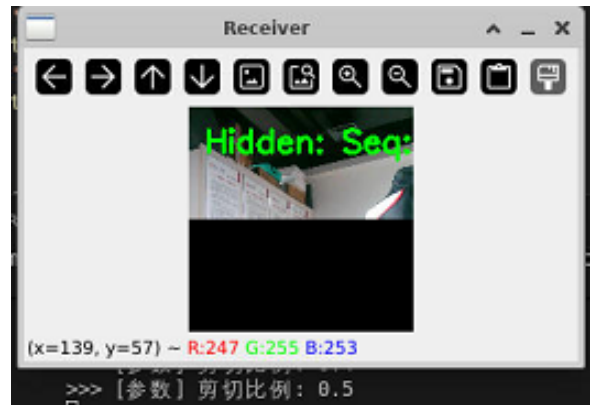 Receiver
Hidden: Seq:
(x=139, y=57) ~ R:247 G:255 B:253
>>> [参数] 剪切比例: 0.5